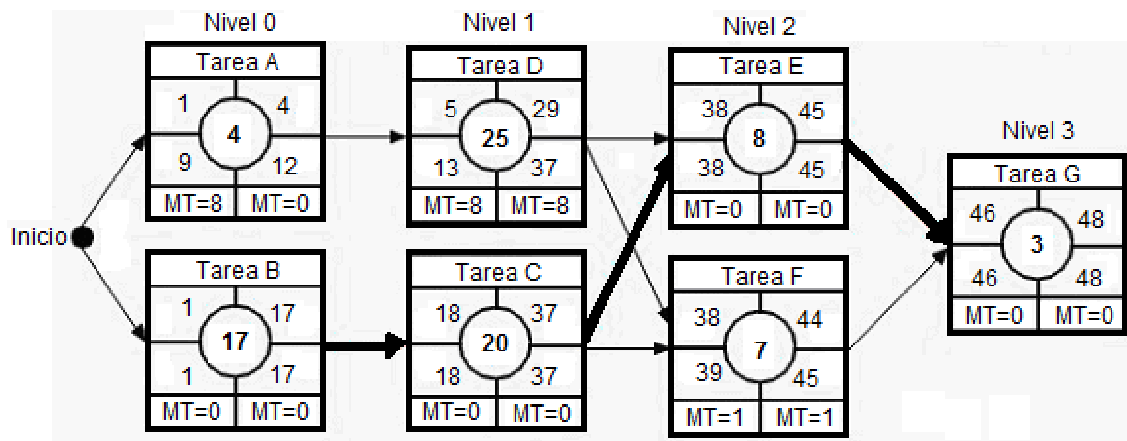 Nivel 0
Nivel 1
Nivel 2
Nivel 3
Inicio
Tarea A
1 4
4
9 12
MT=8 MT=0
Tarea B
1 17
17
1 17
MT=0 MT=0
Tarea D
5 29
25
13 37
MT=8 MT=8
Tarea C
18 37
20
18 37
MT=0 MT=0
Tarea E
38 45
8
38 45
MT=0 MT=0
Tarea F
38 44
7
39 45
MT=1 MT=1
Tarea G
46 48
3
46 48
MT=0 MT=0